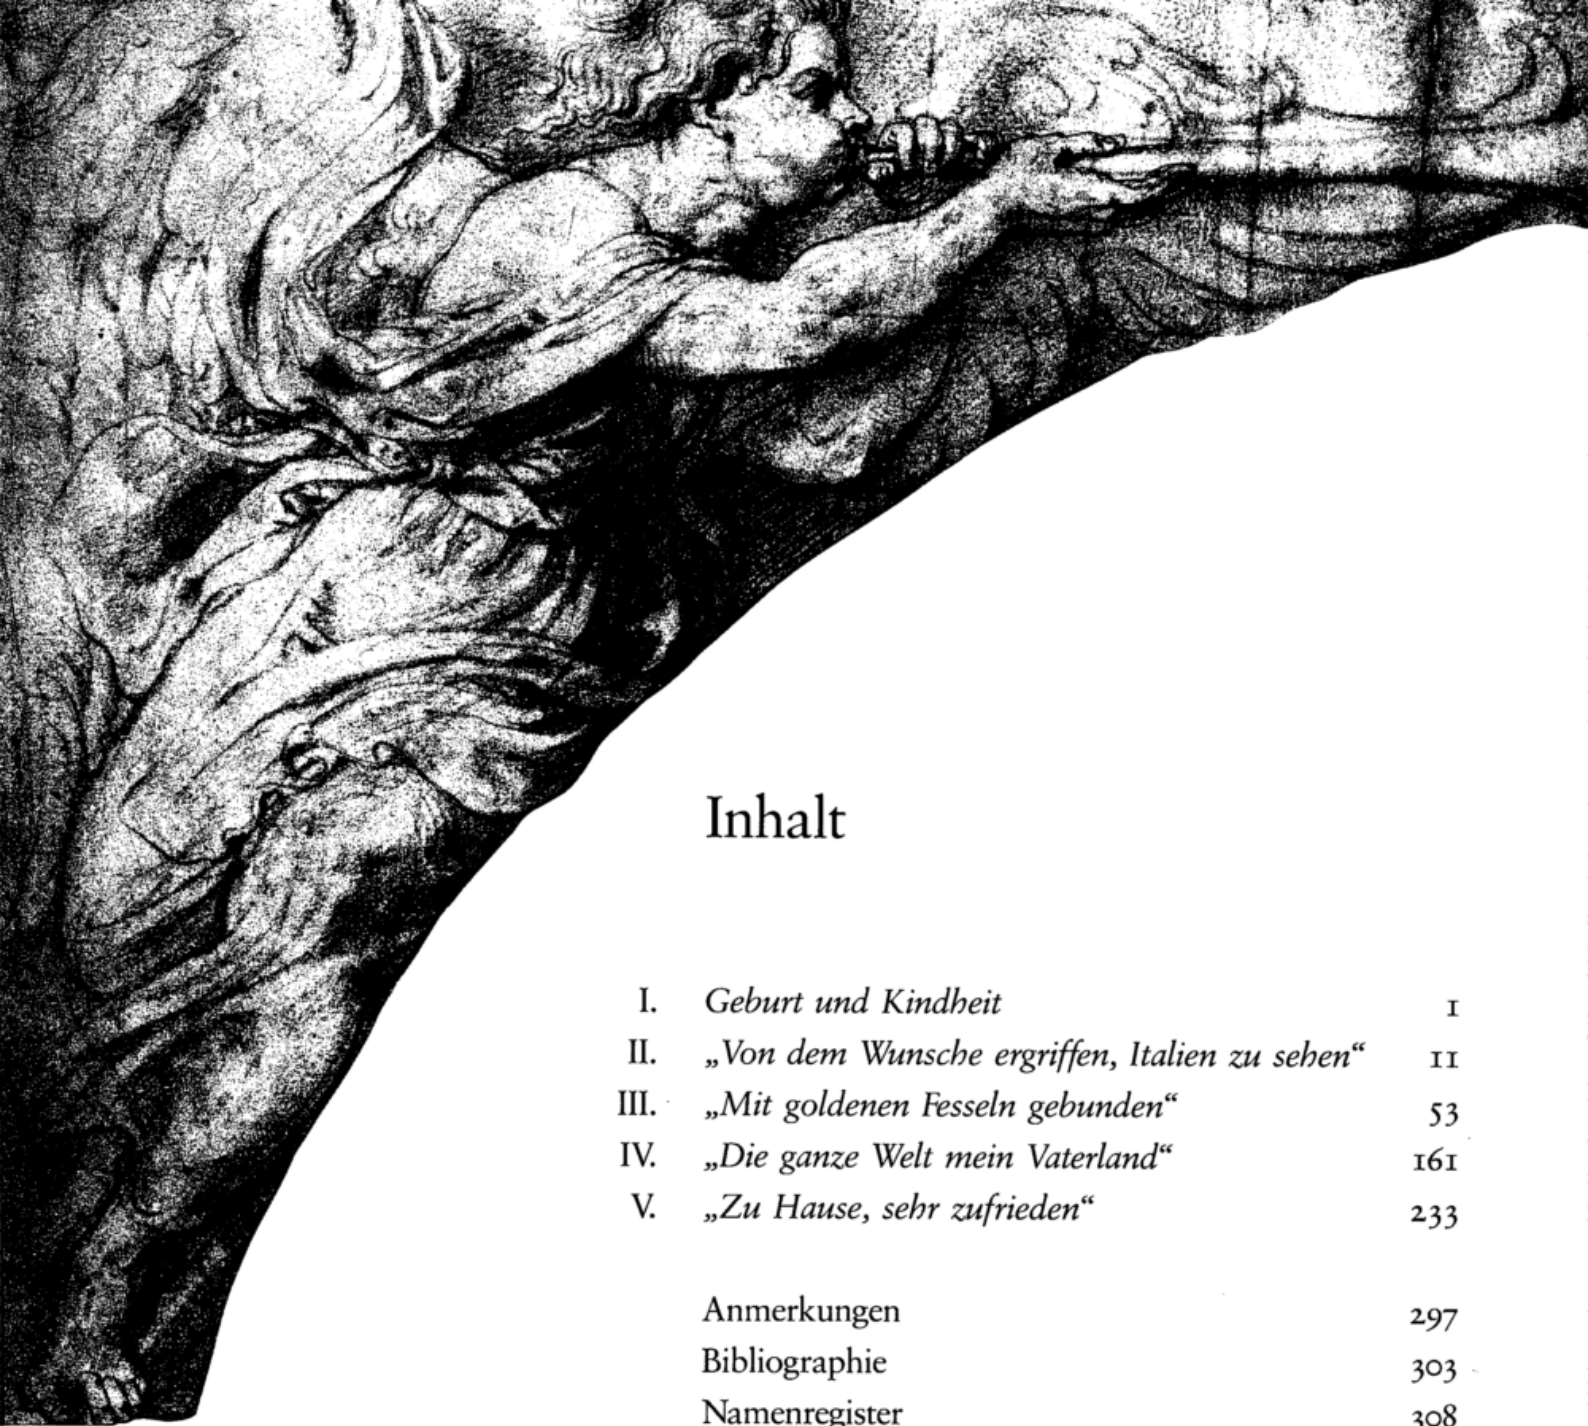 Inhalt
I. Geburt und Kindheit 1
II. „Von dem Wunsche ergriffen, Italien zu sehen“ 11
III. „Mit goldenen Fesseln gebunden“ 53
IV. „Die ganze Welt mein Vaterland“ 161
V. „Zu Hause, sehr zufrieden“ 233
Anmerkungen 297
Bibliographie 303
Namenregister 308